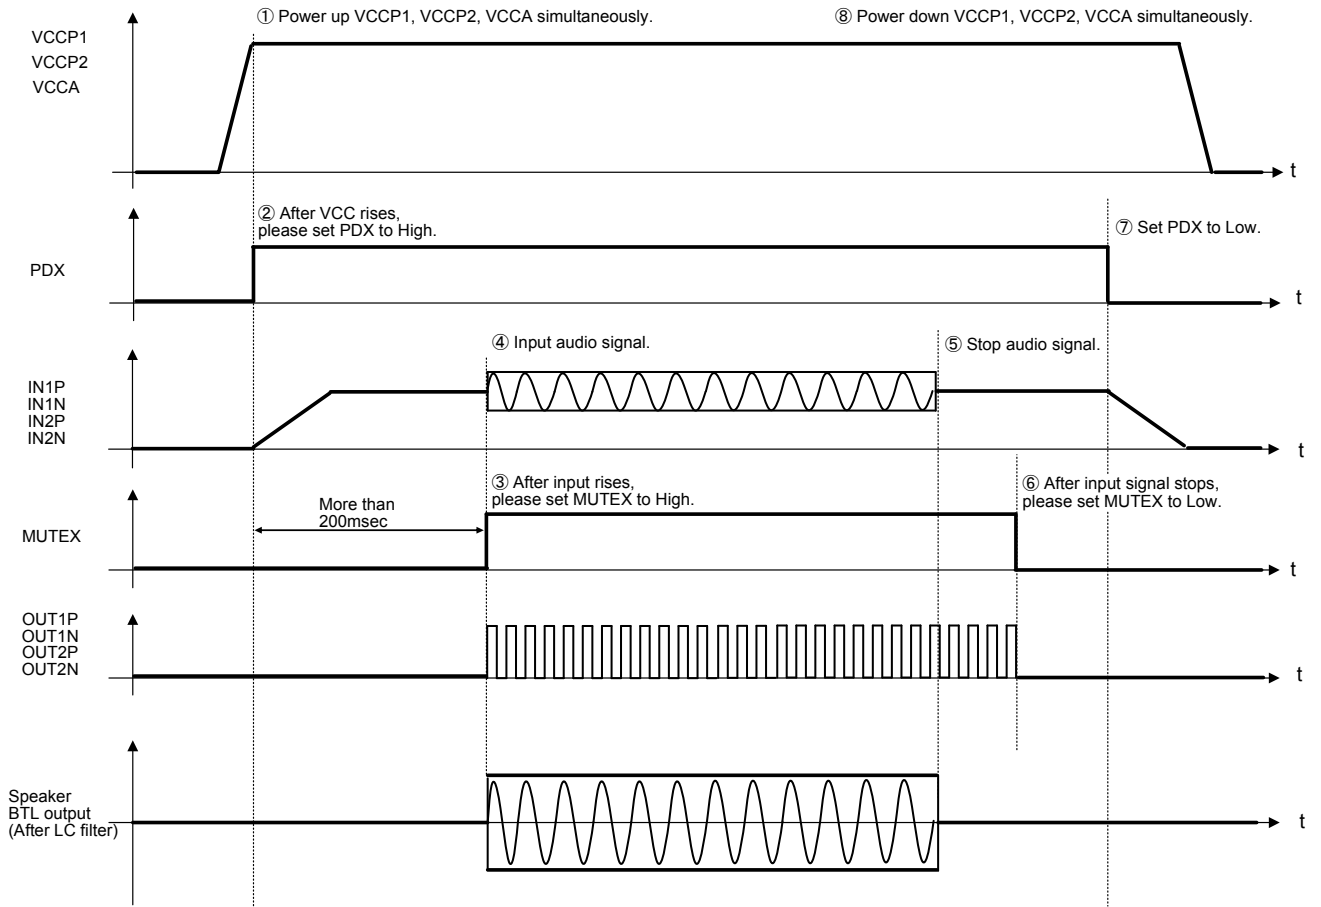 ① Power up VCCP1, VCCP2, VCCA simultaneously.
⑧ Power down VCCP1, VCCP2, VCCA simultaneously.
VCCP1
VCCP2
VCCA
t
② After VCC rises,
please set PDX to High.
⑦ Set PDX to Low.
PDX
t
④ Input audio signal.
⑤ Stop audio signal.
IN1P
IN1N
IN2P
IN2N
t
③ After input rises,
please set MUTEX to High.
⑥ After input signal stops,
please set MUTEX to Low.
More than
200msec
MUTEX
t
OUT1P
OUT1N
OUT2P
OUT2N
t
Speaker
BTL output
(After LC filter)
t